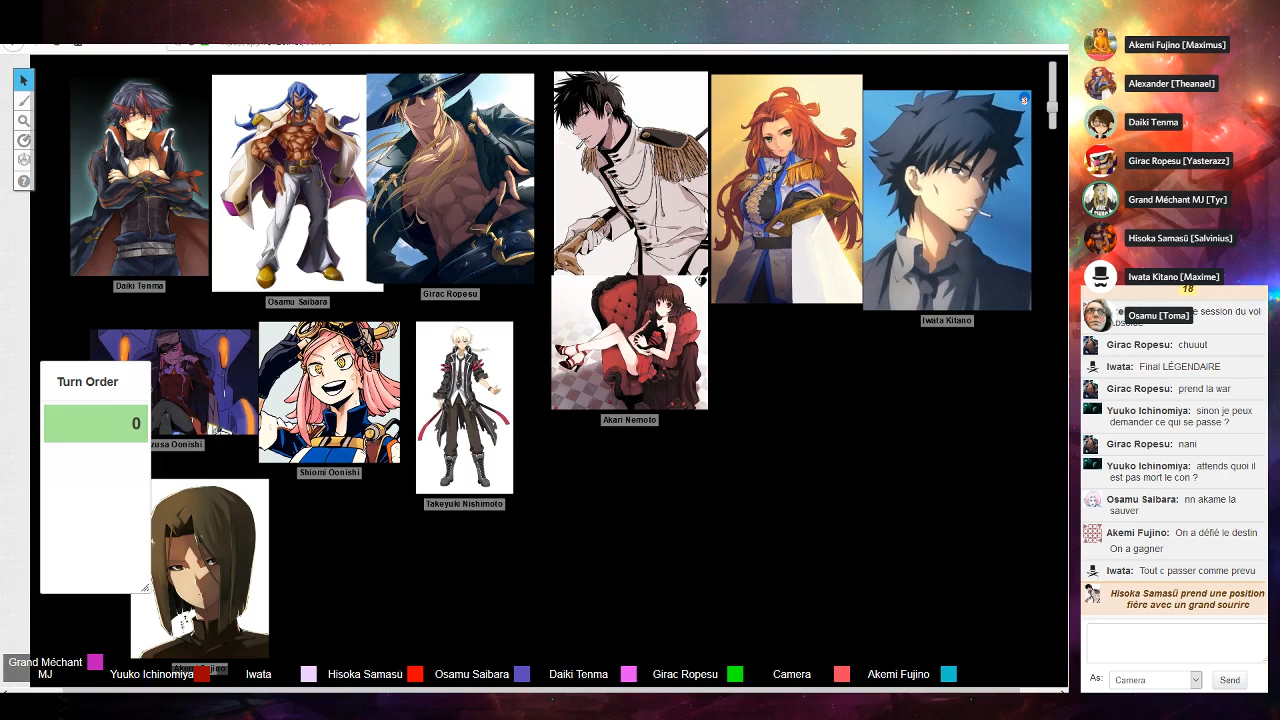 Daiki Tenma
Osamu Saibara
Girac Ropesu
Iwata Kitano
3
Turn Order
0
zusa Oonishi
Shiomi Oonishi
Takeyuki Nishimoto
Akari Nemoto
Grand Méchant
MJ
Yuuko Ichinomiya
Iwata
Hisoka Samasū
Osamu Saibara
Daiki Tenma
Girac Ropesu
Camera
Akemi Fujino
Akemi Fujino [Maximus]
Alexander [Theanael]
Daiki Tenma
Girac Ropesu [Yasterazz]
Grand Méchant MJ [Tyr]
Hisoka Samasū [Salvinius]
Iwata Kitano [Maxime]
18
Osamu [Toma]
e session du vol
Girac Ropesu: chuuut
Iwata: Final LÉGENDAIRE
Girac Ropesu: prend la war
Yuuko Ichinomiya: sinon je peux
demander ce qui se passe ?
Girac Ropesu: nani
Yuuko Ichinomiya: attends quoi il
est pas mort le con ?
Osamu Saibara: nn akame la
sauver
Akemi Fujino: On a défié le destin
On a gagner
Iwata: Tout c passer comme prevu
Hisoka Samasū prend une position
fière avec un grand sourire
As:
Camera
Send